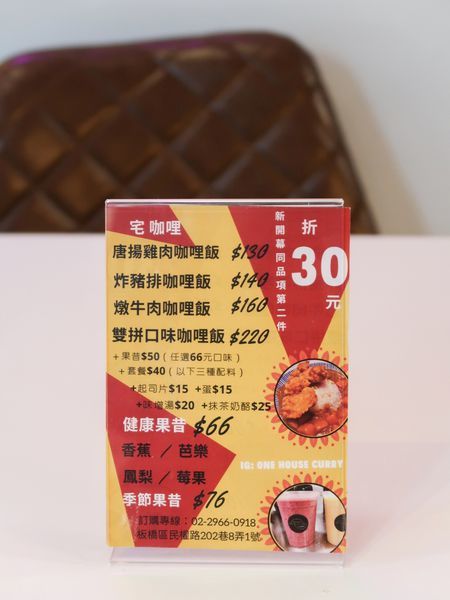 宅 咖哩
唐揚雞肉咖哩飯 $130
炸豬排咖哩飯 $140
燉牛肉咖哩飯 $160
雙拼口味咖哩飯 $220
+果昔$50（任選66元口味）
+套餐$40（以下三種配料）
+起司片$15 +蛋$15
+味增湯$20 +抹茶奶酪$25
健康果昔 $66
香蕉 ／ 芭樂
鳳梨 ／ 莓果
季節果昔 $76
訂購專線：02-2966-0918
板橋區民權路202巷8弄1號
新開幕同品項第二件
折
30
元
IG: ONE HOUSE CURRY